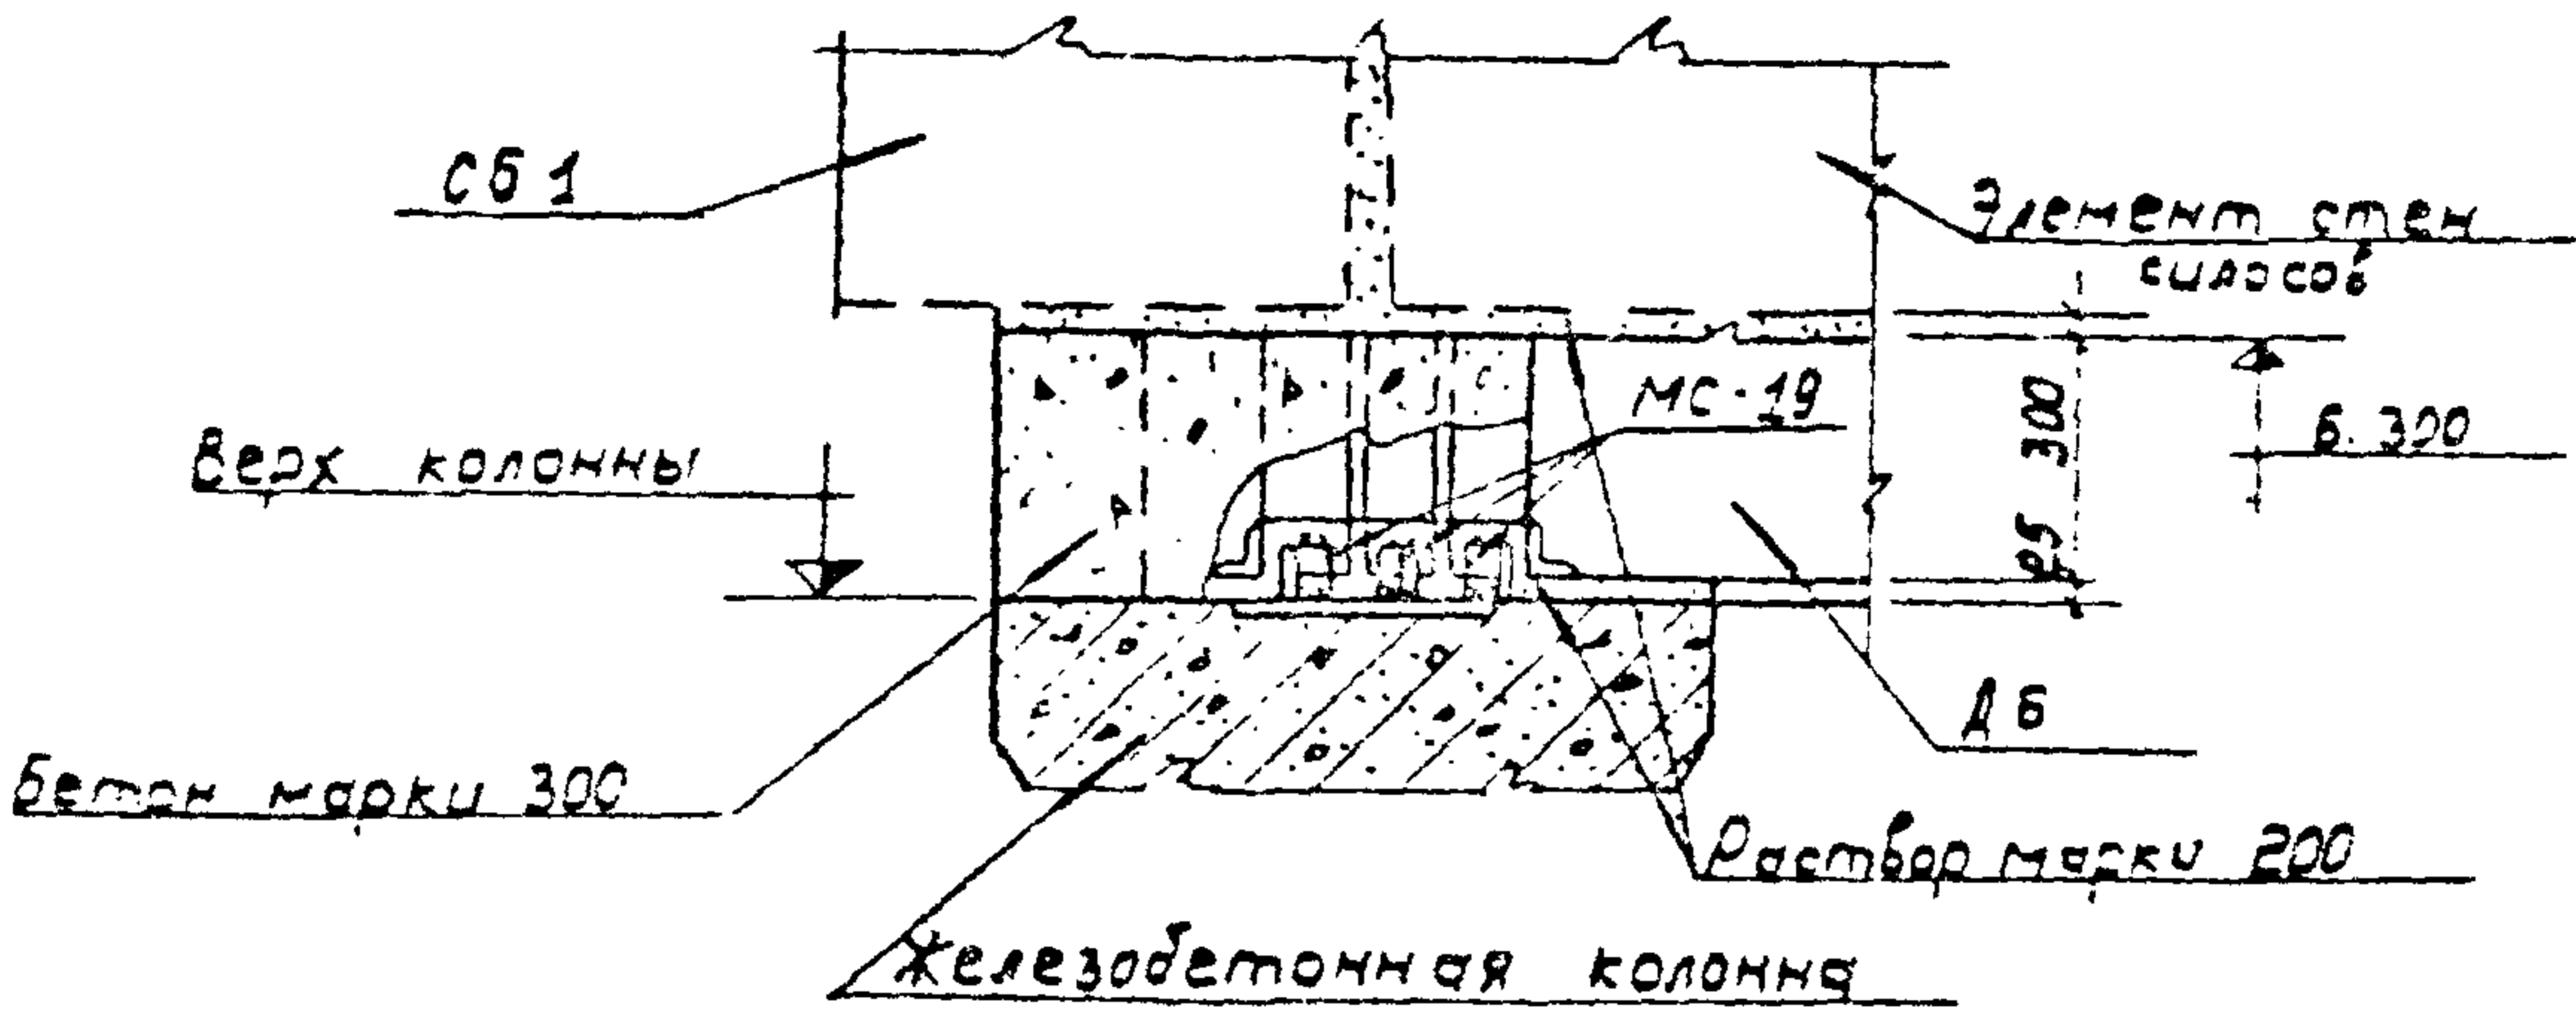 СБ 1
Элемент стен
силосов
МС-19
300
6.300
Верх колонны
25
Д6
Бетон марки 300
Раствор марки 200
Железобетонная колонна